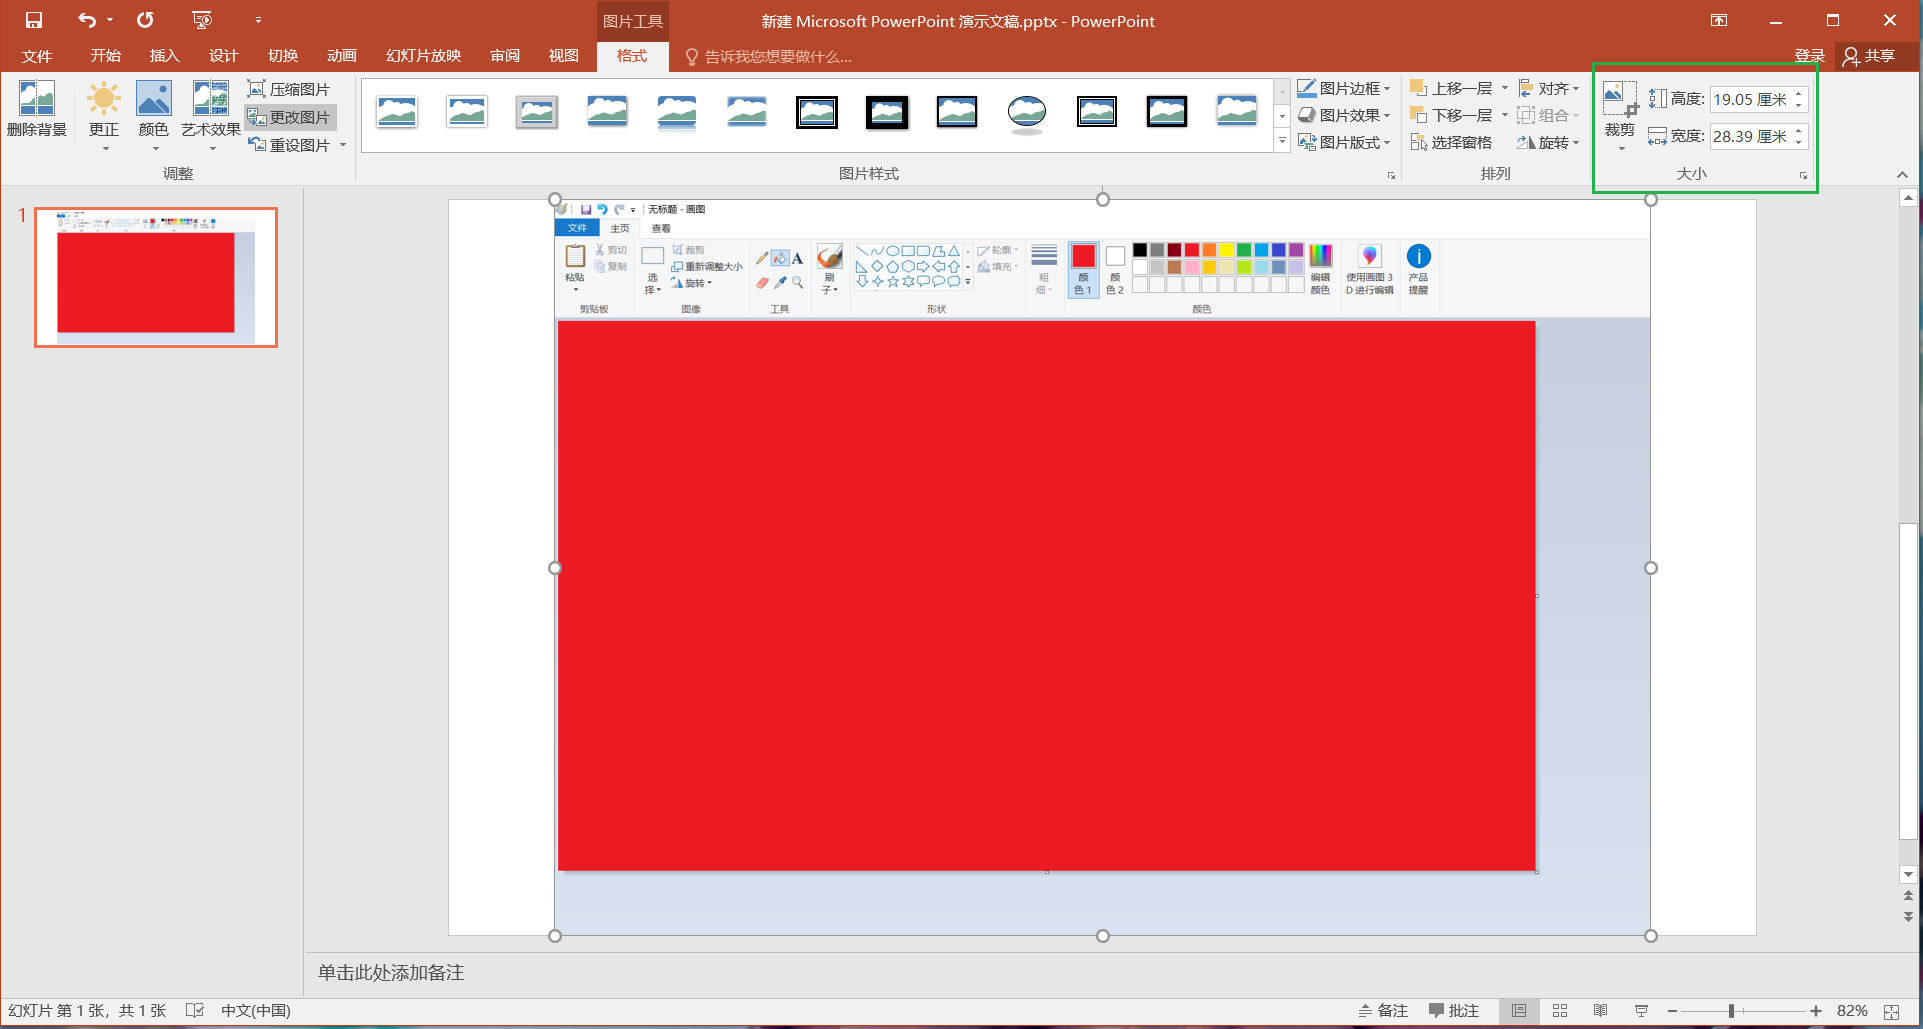 图片工具
新建 Microsoft PowerPoint 演示文稿.pptx - PowerPoint
文件 开始 插入 设计 切换 动画 幻灯片放映 审阅 视图 格式 告诉我您想要做什么... 登录 共享
删除背景 更正 颜色 艺术效果
压缩图片
更改图片
重设图片
调整
图片样式
图片边框
图片效果
图片版式
上移一层 对齐
下移一层 组合
选择窗格 旋转
排列
裁剪
高度: 19.05 厘米
宽度: 28.39 厘米
大小
1
无标题 - 画图
文件 主页 查看
粘贴
剪切
复制
剪贴板
选
择
裁剪
重新调整大小
旋转
图像
A
工具
刷
子
轮廓
填充
形状
粗
细
颜
色 1
颜
色 2
编辑
颜色
颜色
使用画图 3
D 进行编辑
产品
提醒
单击此处添加备注
幻灯片 第 1 张，共 1 张 中文(中国) 备注 批注 82%